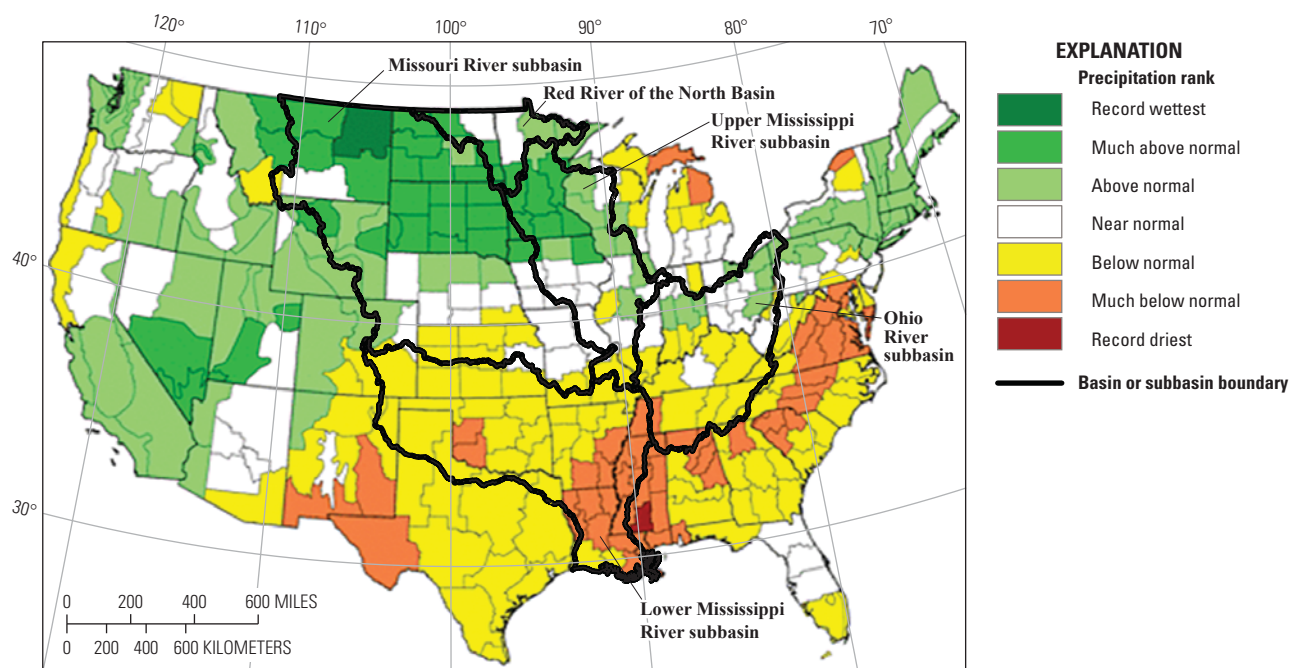 120°
110°
100°
90°
80°
70°
40°
30°
Missouri River subbasin
Red River of the North Basin
Upper Mississippi
River subbasin
Ohio
River
subbasin
Lower Mississippi
River subbasin
0 200 400 600 MILES
0 200 400 600 KILOMETERS
EXPLANATION
Precipitation rank
Record wettest
Much above normal
Above normal
Near normal
Below normal
Much below normal
Record driest
Basin or subbasin boundary